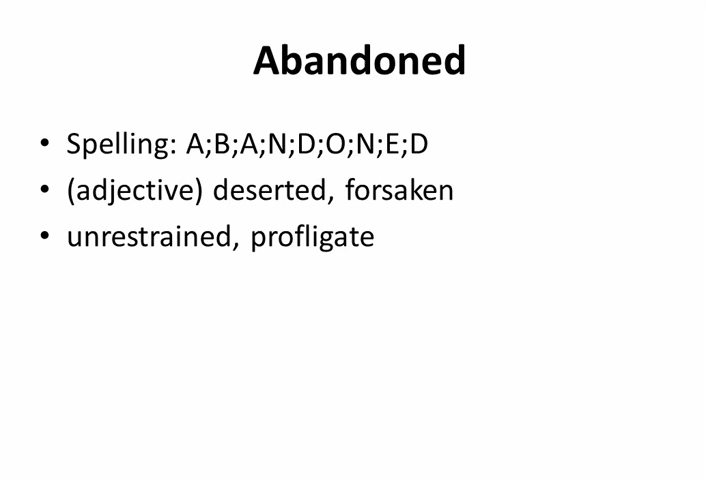 Abandoned
• Spelling: A;B;A;N;D;O;N;E;D
• (adjective) deserted, forsaken
• unrestrained, profligate